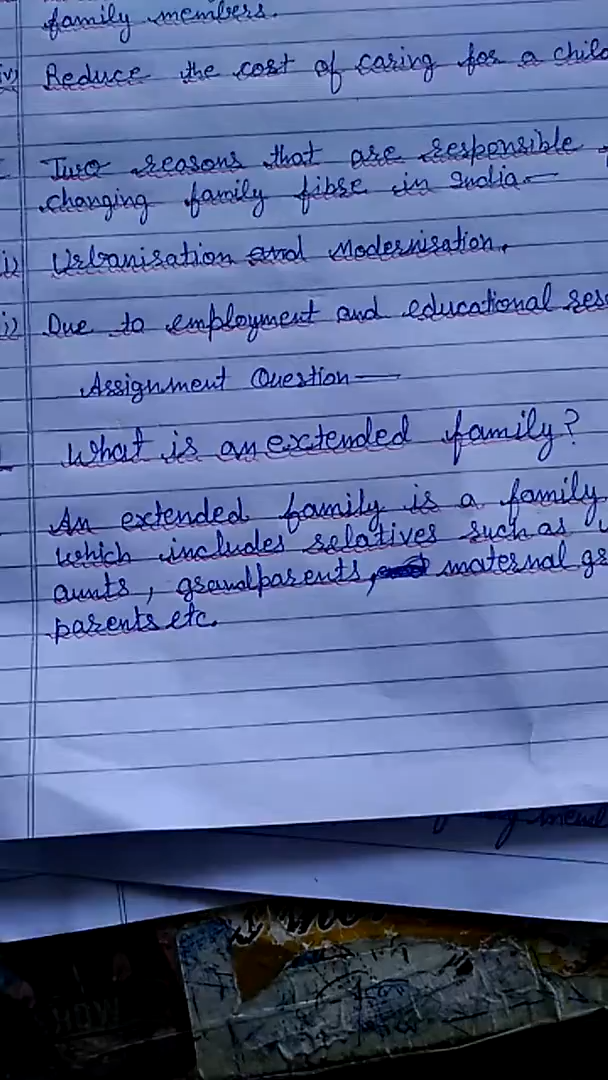 family members.
iv) Reduce the cost of caring for a child
Two reasons that are responsible
changing family fibse in India —
i) Urbanisation and Modernisation.
Due to employment and educational
Assignment Question —
What is an extended family?
An extended family is a family
which includes relatives such as
aunts, grandparents, maternal
parents etc.
HOW